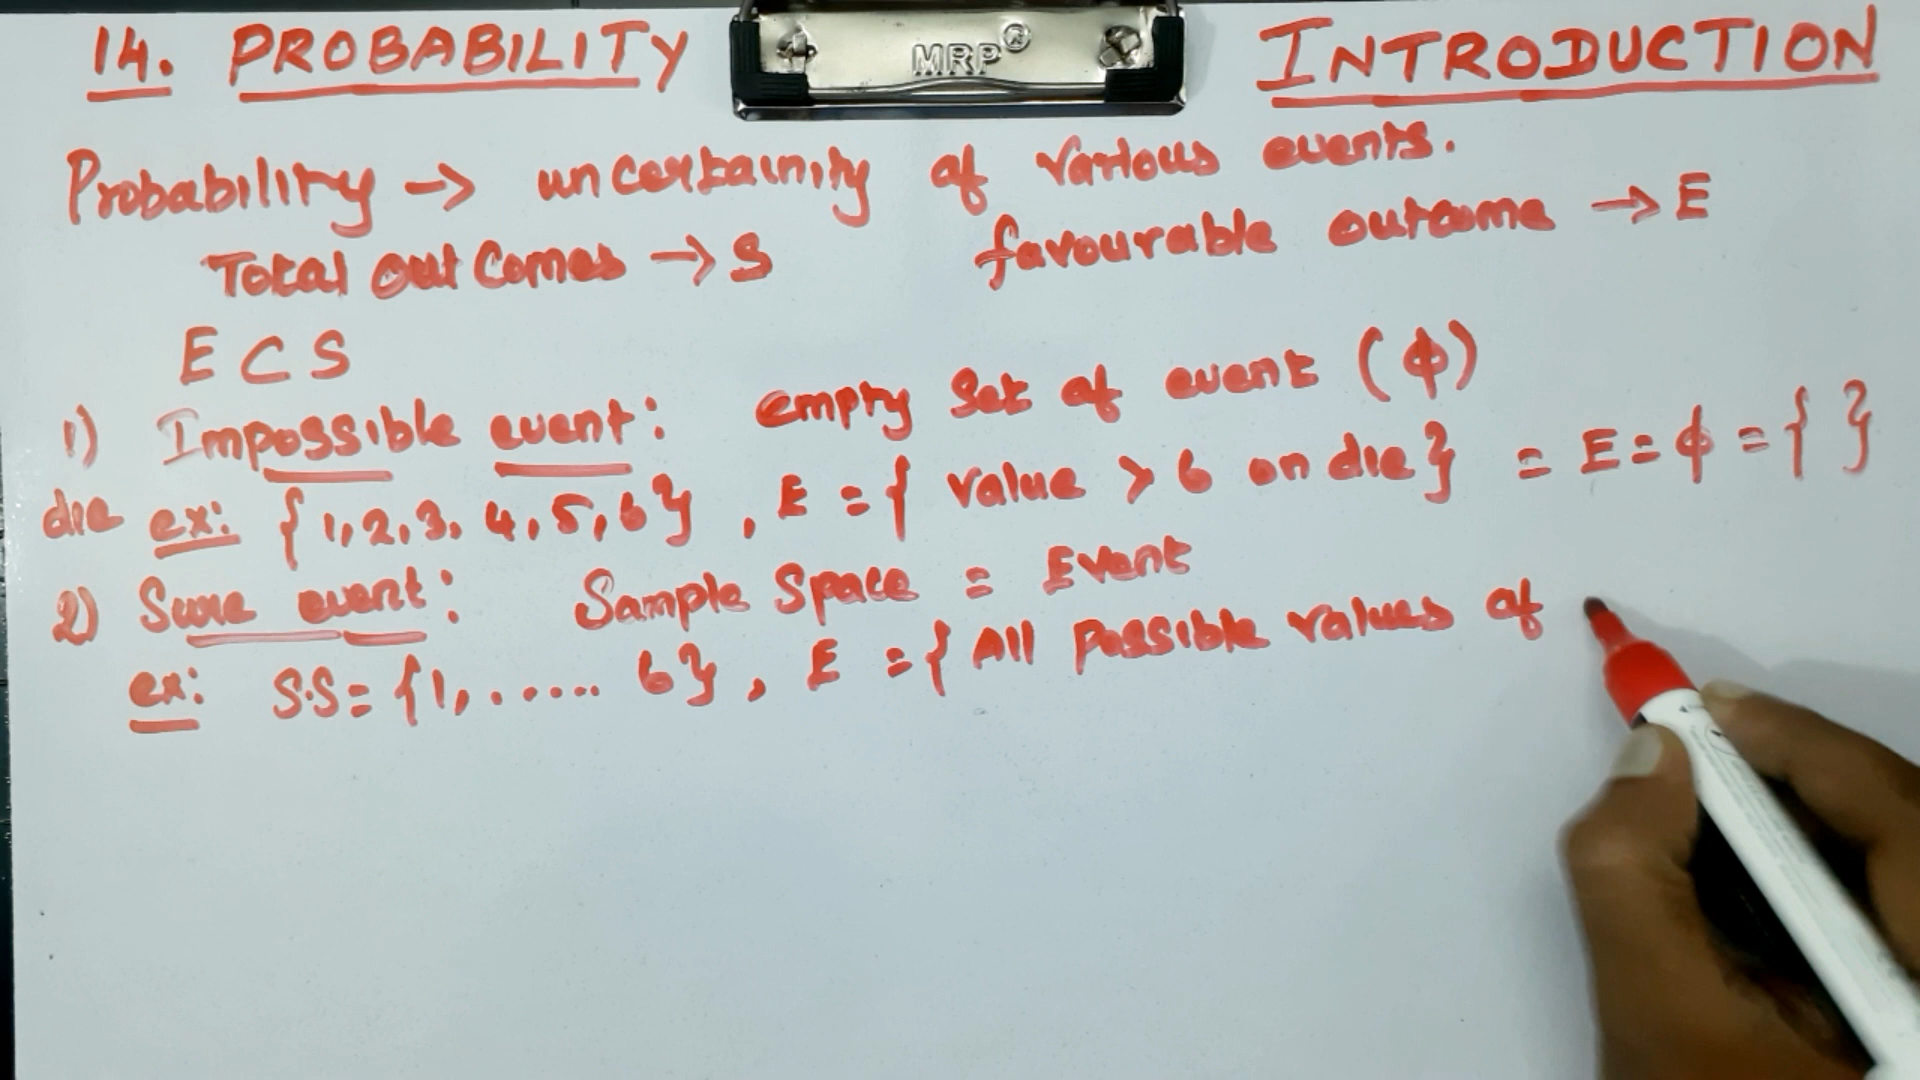 14. PROBABILITY MRP® INTRODUCTION
Probability → uncertainity of various events.
Total outcomes → S favourable outcome → E
E ⊂ S
1) Impossible event: empty set of event (ϕ)
die ex: {1,2,3,4,5,6}, E = { value > 6 on die} = E = ϕ = { }
2) Sure event: Sample Space = Event
ex: S.S = {1,...... 6}, E = {All possible values of